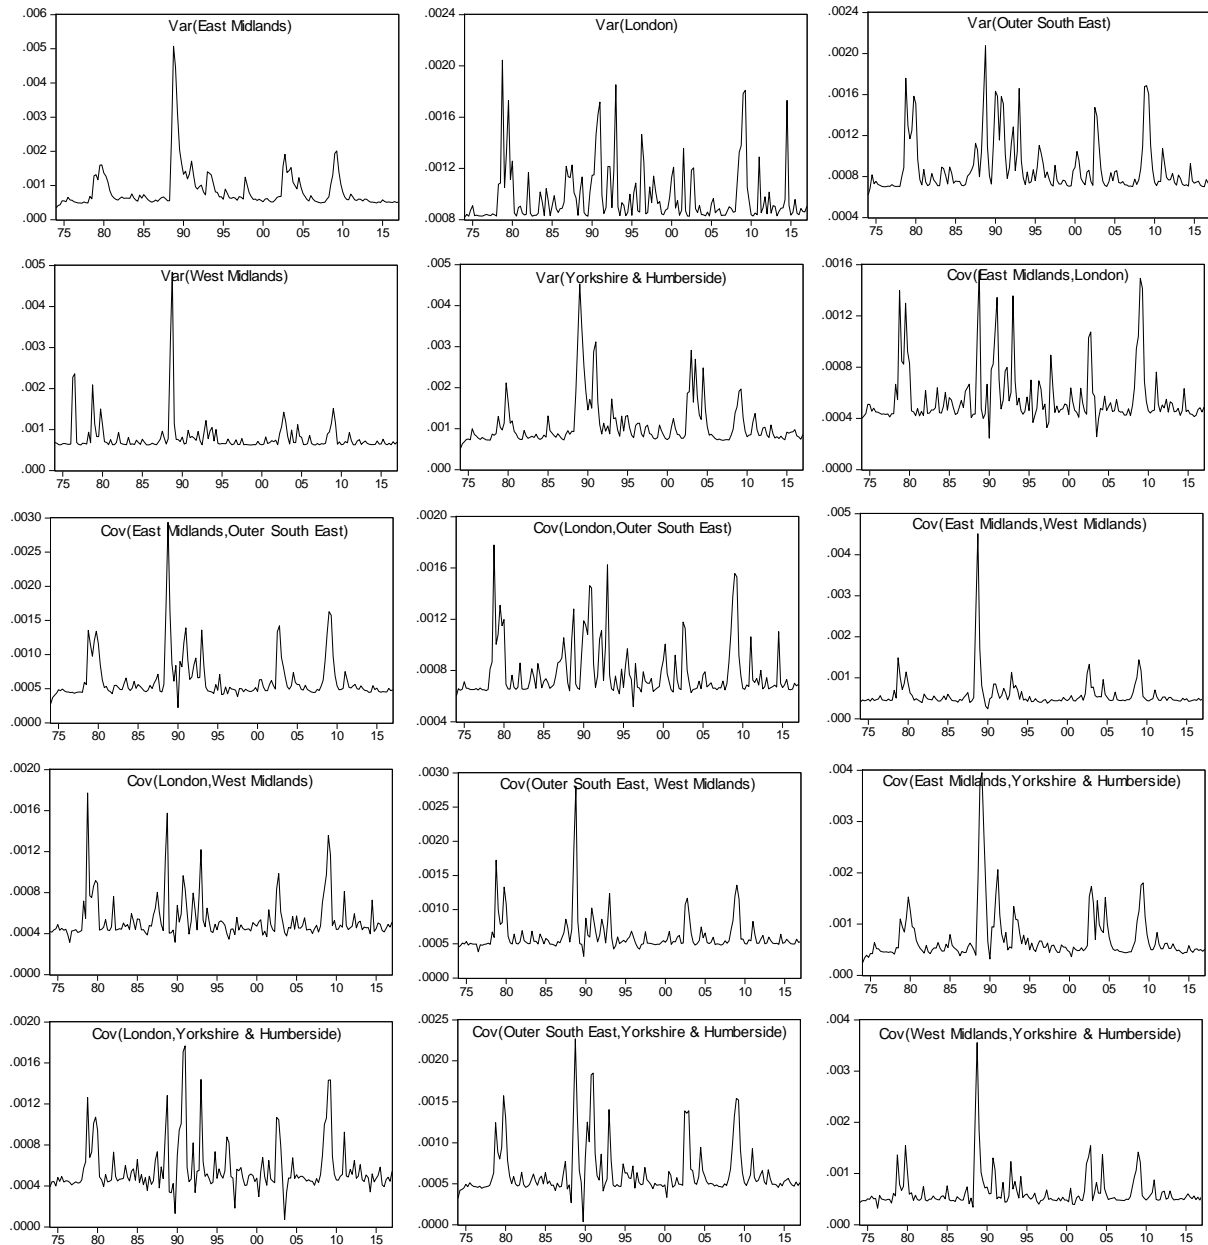 Var(East Midlands)
.006
.005
.004
.003
.002
.001
.000
75 80 85 90 95 00 05 10 15
Var(London)
.0024
.0020
.0016
.0012
.0008
75 80 85 90 95 00 05 10 15
Var(Outer South East)
.0024
.0020
.0016
.0012
.0008
.0004
75 80 85 90 95 00 05 10 15
Var(West Midlands)
.005
.004
.003
.002
.001
.000
75 80 85 90 95 00 05 10 15
Var(Yorkshire & Humberside)
.005
.004
.003
.002
.001
.000
75 80 85 90 95 00 05 10 15
Cov(East Midlands,London)
.0016
.0012
.0008
.0004
.0000
75 80 85 90 95 00 05 10 15
Cov(East Midlands,Outer South East)
.0030
.0025
.0020
.0015
.0010
.0005
.0000
75 80 85 90 95 00 05 10 15
Cov(London,Outer South East)
.0020
.0016
.0012
.0008
.0004
75 80 85 90 95 00 05 10 15
Cov(East Midlands,West Midlands)
.005
.004
.003
.002
.001
.000
75 80 85 90 95 00 05 10 15
Cov(London,West Midlands)
.0020
.0016
.0012
.0008
.0004
.0000
75 80 85 90 95 00 05 10 15
Cov(Outer South East, West Midlands)
.0030
.0025
.0020
.0015
.0010
.0005
.0000
75 80 85 90 95 00 05 10 15
Cov(East Midlands,Yorkshire & Humberside)
.004
.003
.002
.001
.000
75 80 85 90 95 00 05 10 15
Cov(London,Yorkshire & Humberside)
.0020
.0016
.0012
.0008
.0004
.0000
75 80 85 90 95 00 05 10 15
Cov(Outer South East,Yorkshire & Humberside)
.0025
.0020
.0015
.0010
.0005
.0000
75 80 85 90 95 00 05 10 15
Cov(West Midlands,Yorkshire & Humberside)
.004
.003
.002
.001
.000
75 80 85 90 95 00 05 10 15